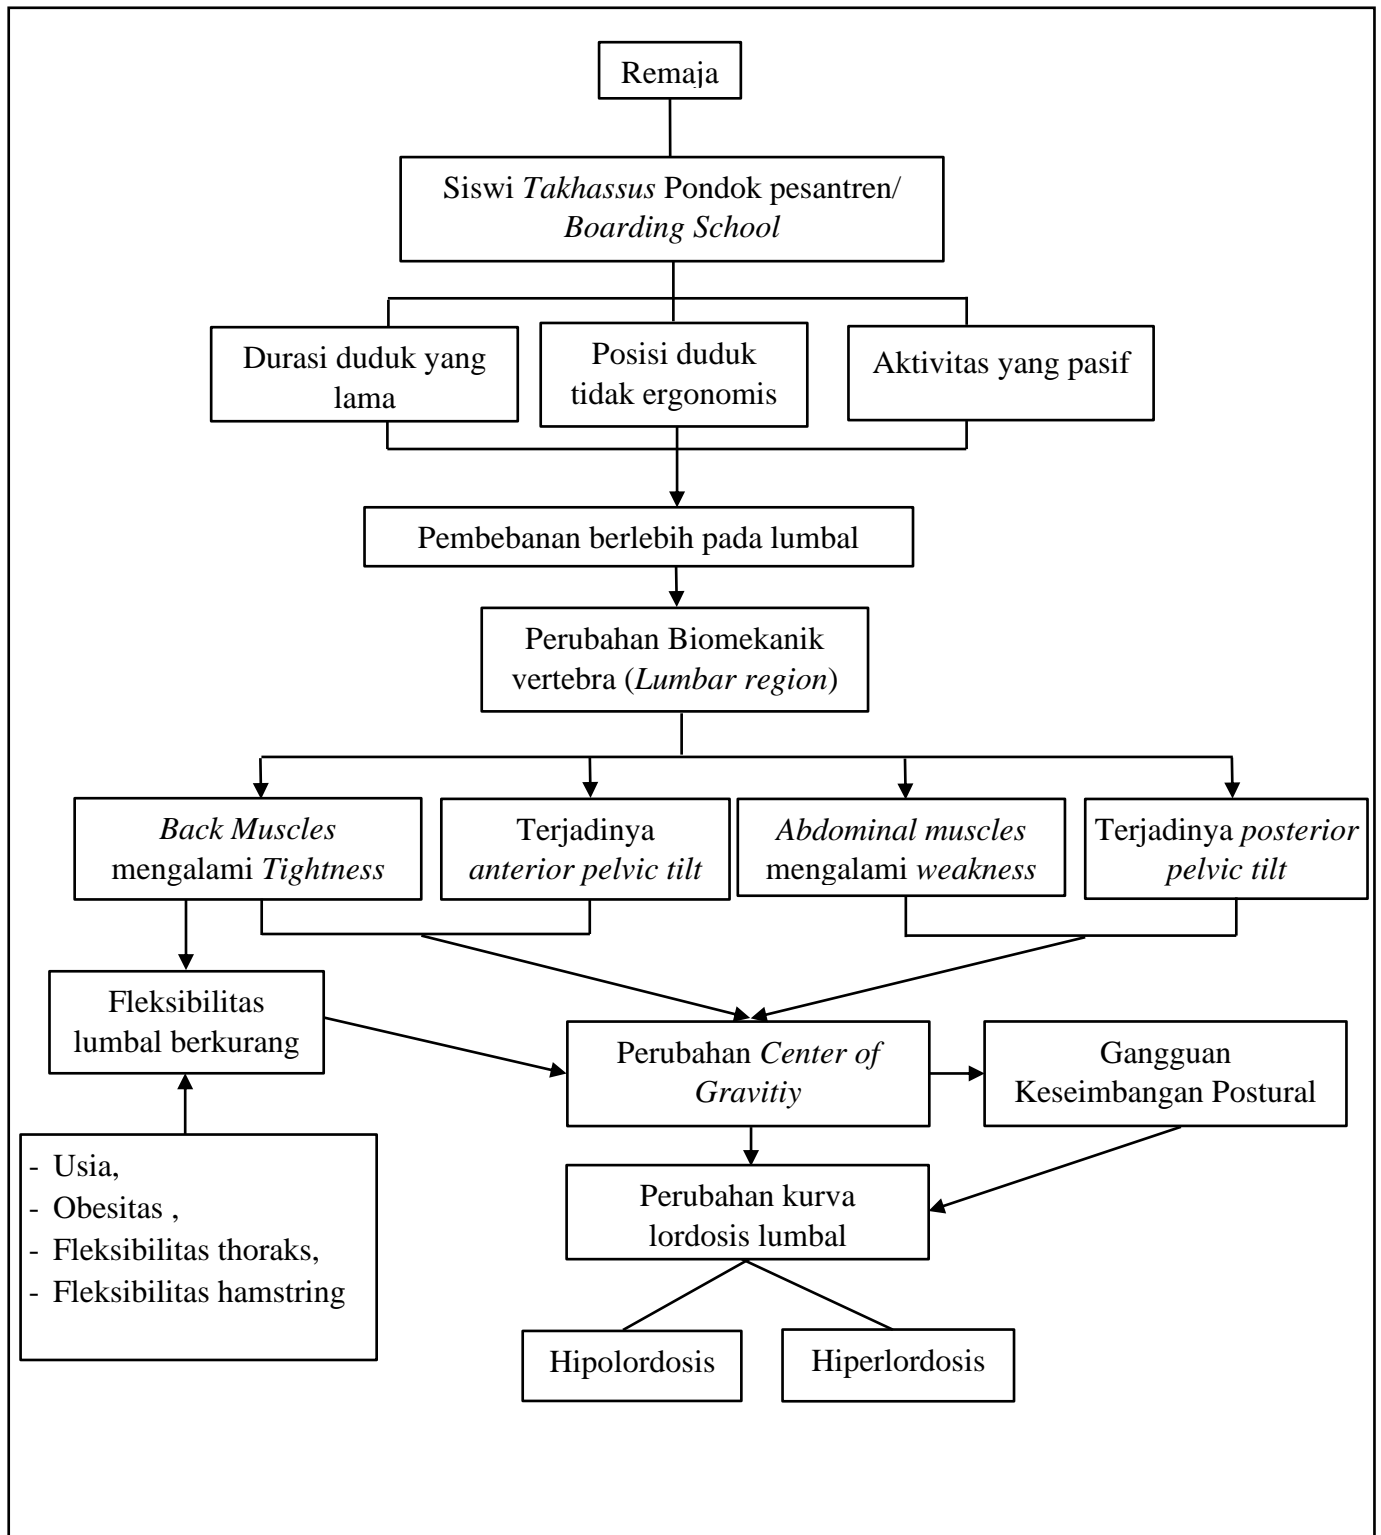 Remaja
Siswi Takhassus Pondok pesantren/
Boarding School
Durasi duduk yang
lama
Posisi duduk
tidak ergonomis
Aktivitas yang pasif
Pembebanan berlebih pada lumbal
Perubahan Biomekanik
vertebra (Lumbar region)
Back Muscles
mengalami Tightness
Terjadinya
anterior pelvic tilt
Abdominal muscles
mengalami weakness
Terjadinya posterior
pelvic tilt
Fleksibilitas
lumbal berkurang
Perubahan Center of
Gravitiy
Gangguan
Keseimbangan Postural
- Usia,
- Obesitas ,
- Fleksibilitas thoraks,
- Fleksibilitas hamstring
Perubahan kurva
lordosis lumbal
Hipolordosis
Hiperlordosis